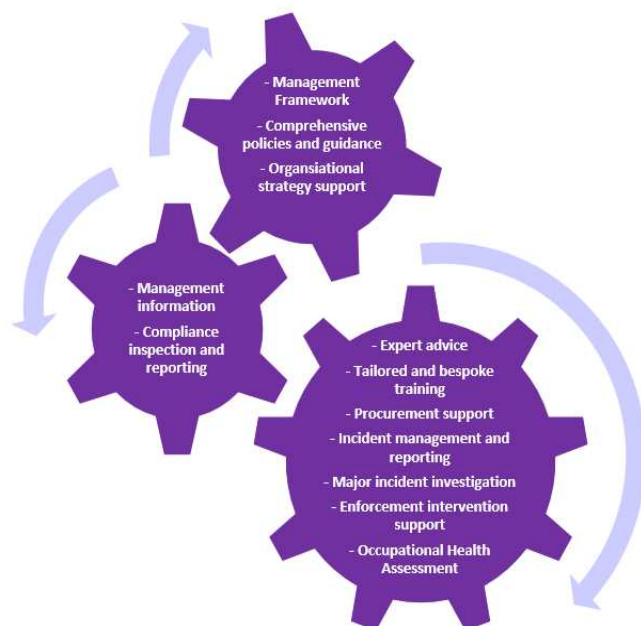 - Management
Framework
- Comprehensive
policies and guidance
- Organsiational
strategy support
- Management
information
- Compliance
inspection and
reporting
- Expert advice
- Tailored and bespoke
training
- Procurement support
- Incident management and
reporting
- Major incident investigation
- Enforcement intervention
support
- Occupational Health
Assessment